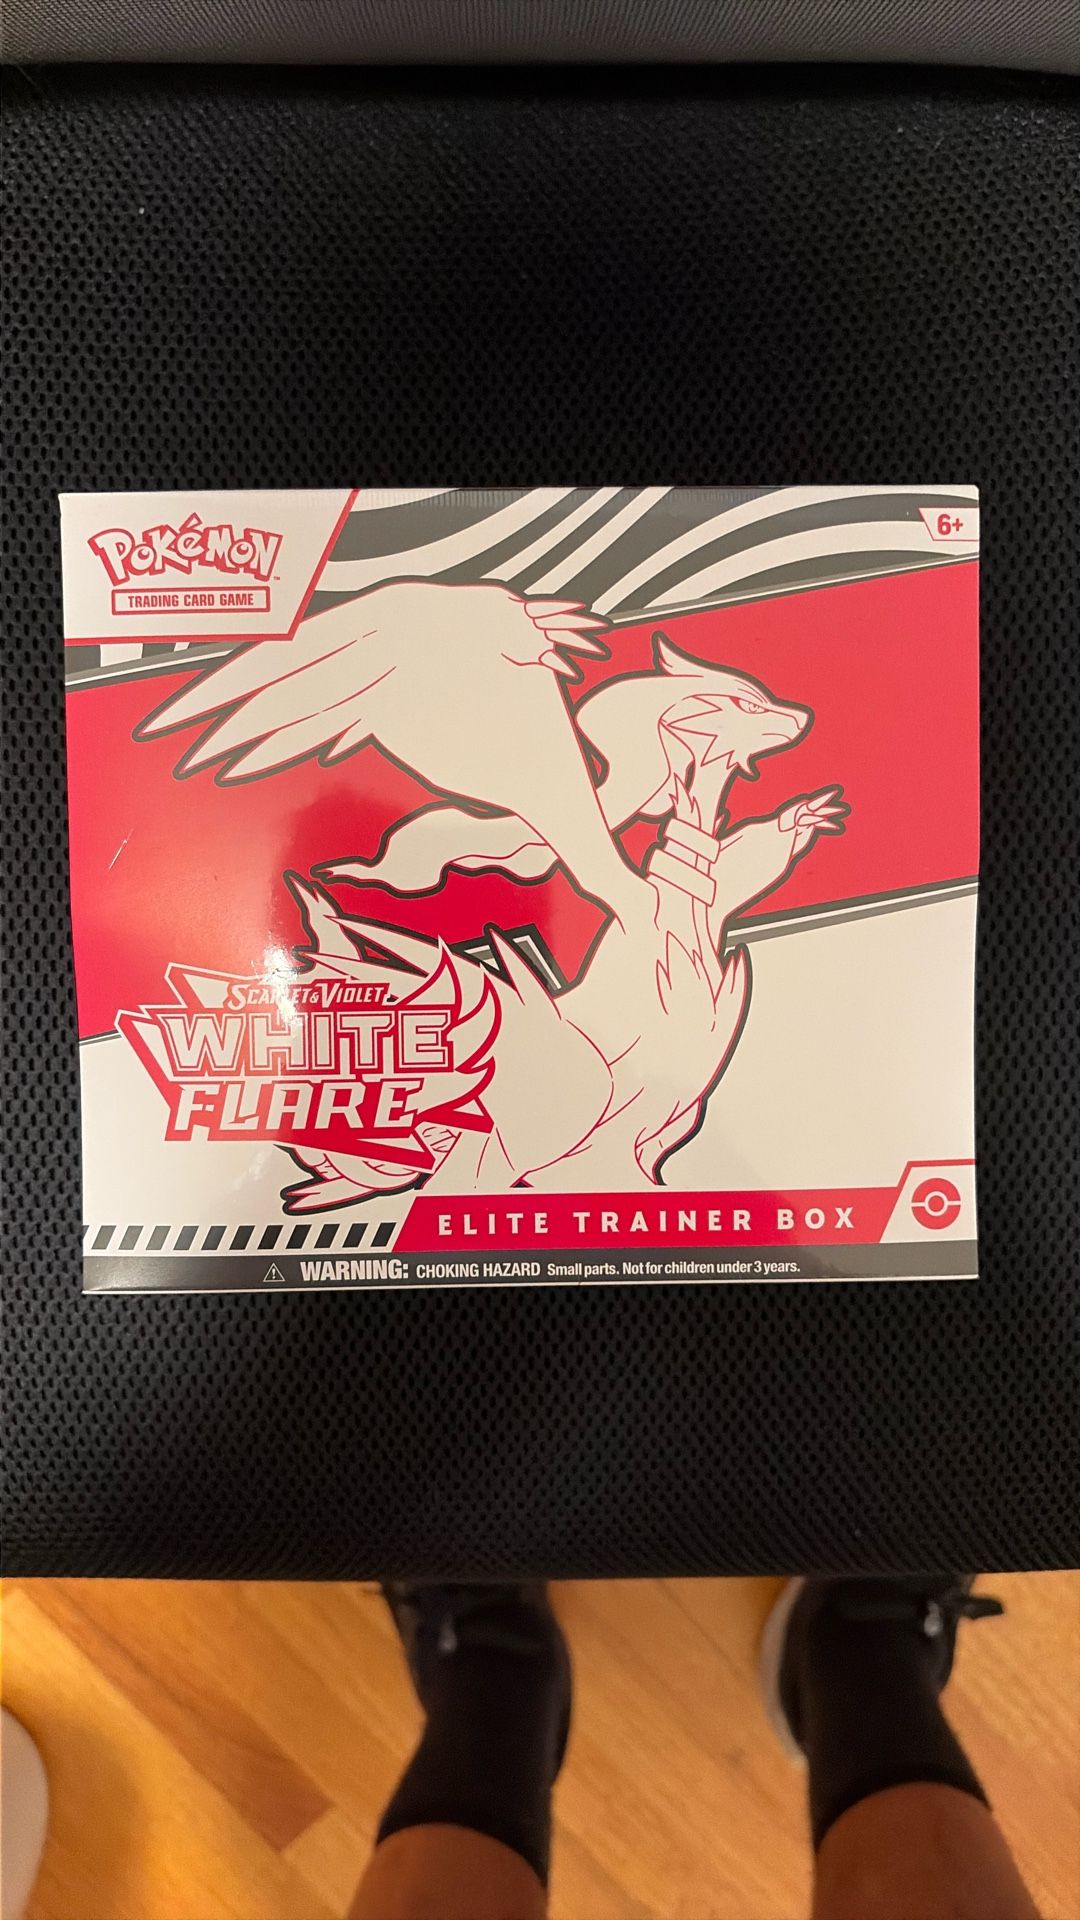 POKéMON
TRADING CARD GAME
6+
SCARLET & VIOLET
WHITE
FLARE
ELITE TRAINER BOX
WARNING: CHOKING HAZARD Small parts. Not for children under 3 years.